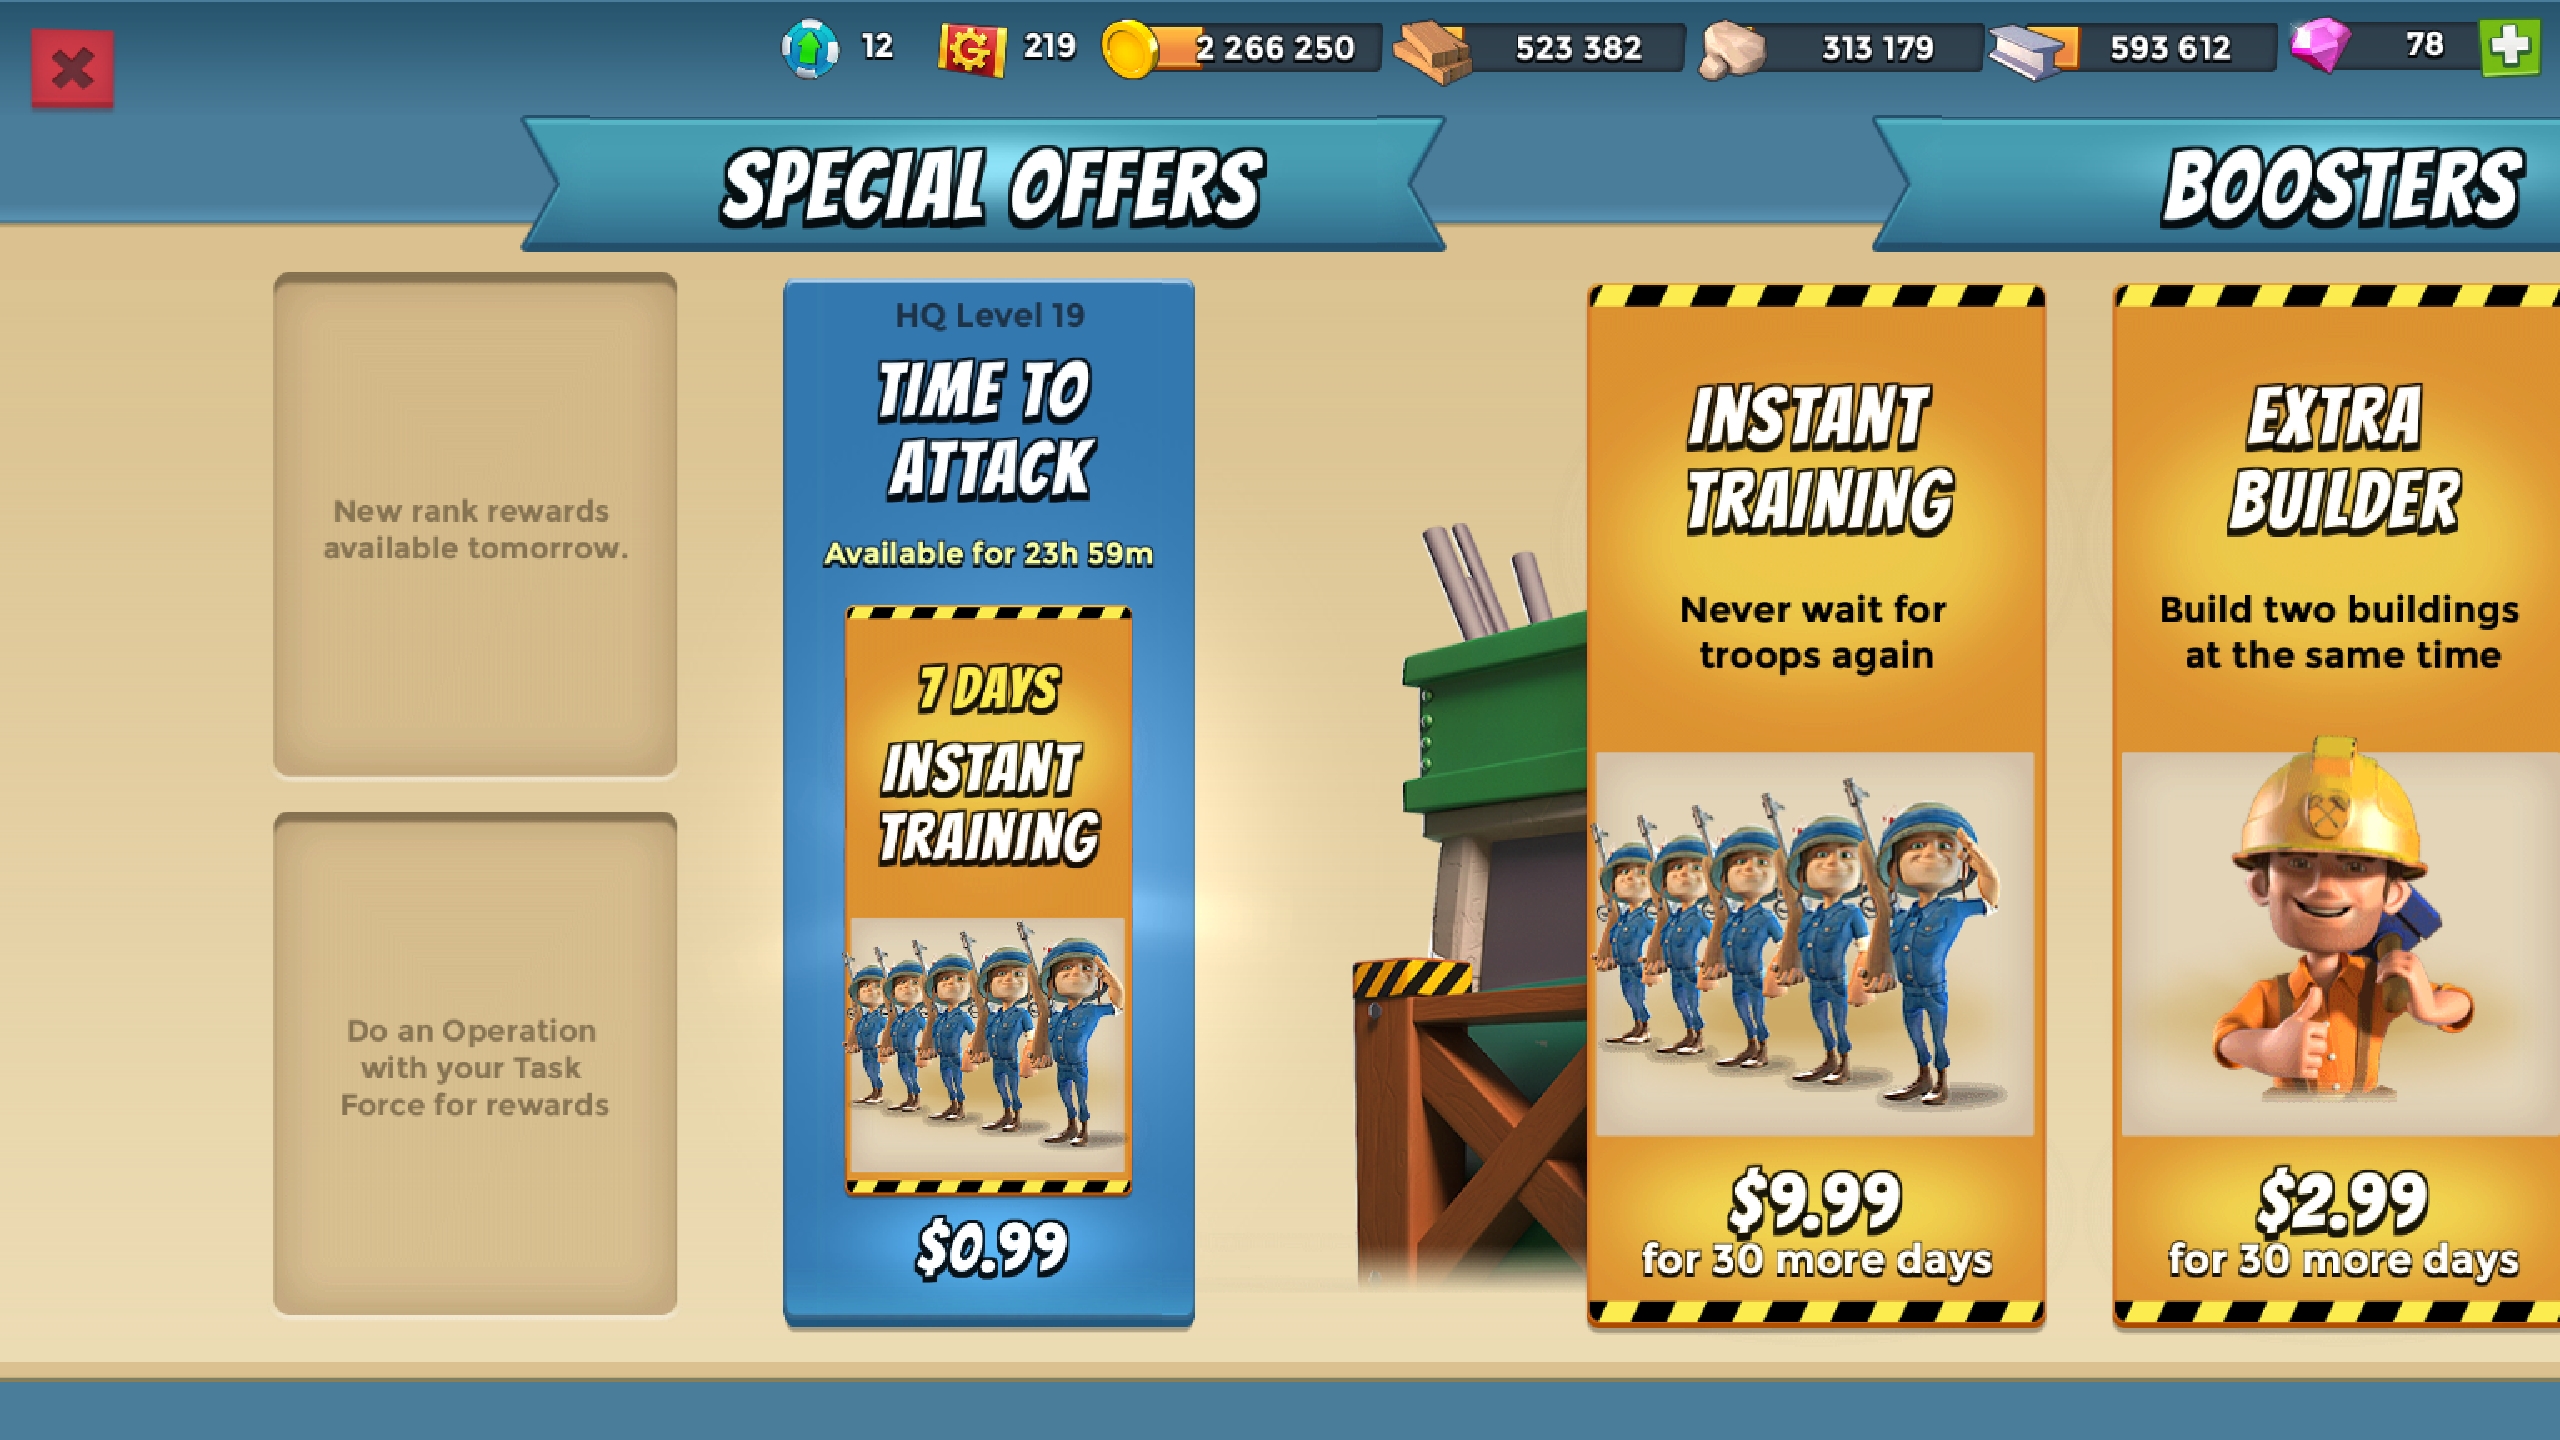 12
219
2 266 250
523 382
313 179
593 612
78
SPECIAL OFFERS
BOOSTERS
New rank rewards
available tomorrow.
Do an Operation
with your Task
Force for rewards
HQ Level 19
TIME TO
ATTACK
Available for 23h 59m
7 DAYS
INSTANT
TRAINING
$0.99
INSTANT
TRAINING
Never wait for
troops again
$9.99
for 30 more days
EXTRA
BUILDER
Build two buildings
at the same time
$2.99
for 30 more days